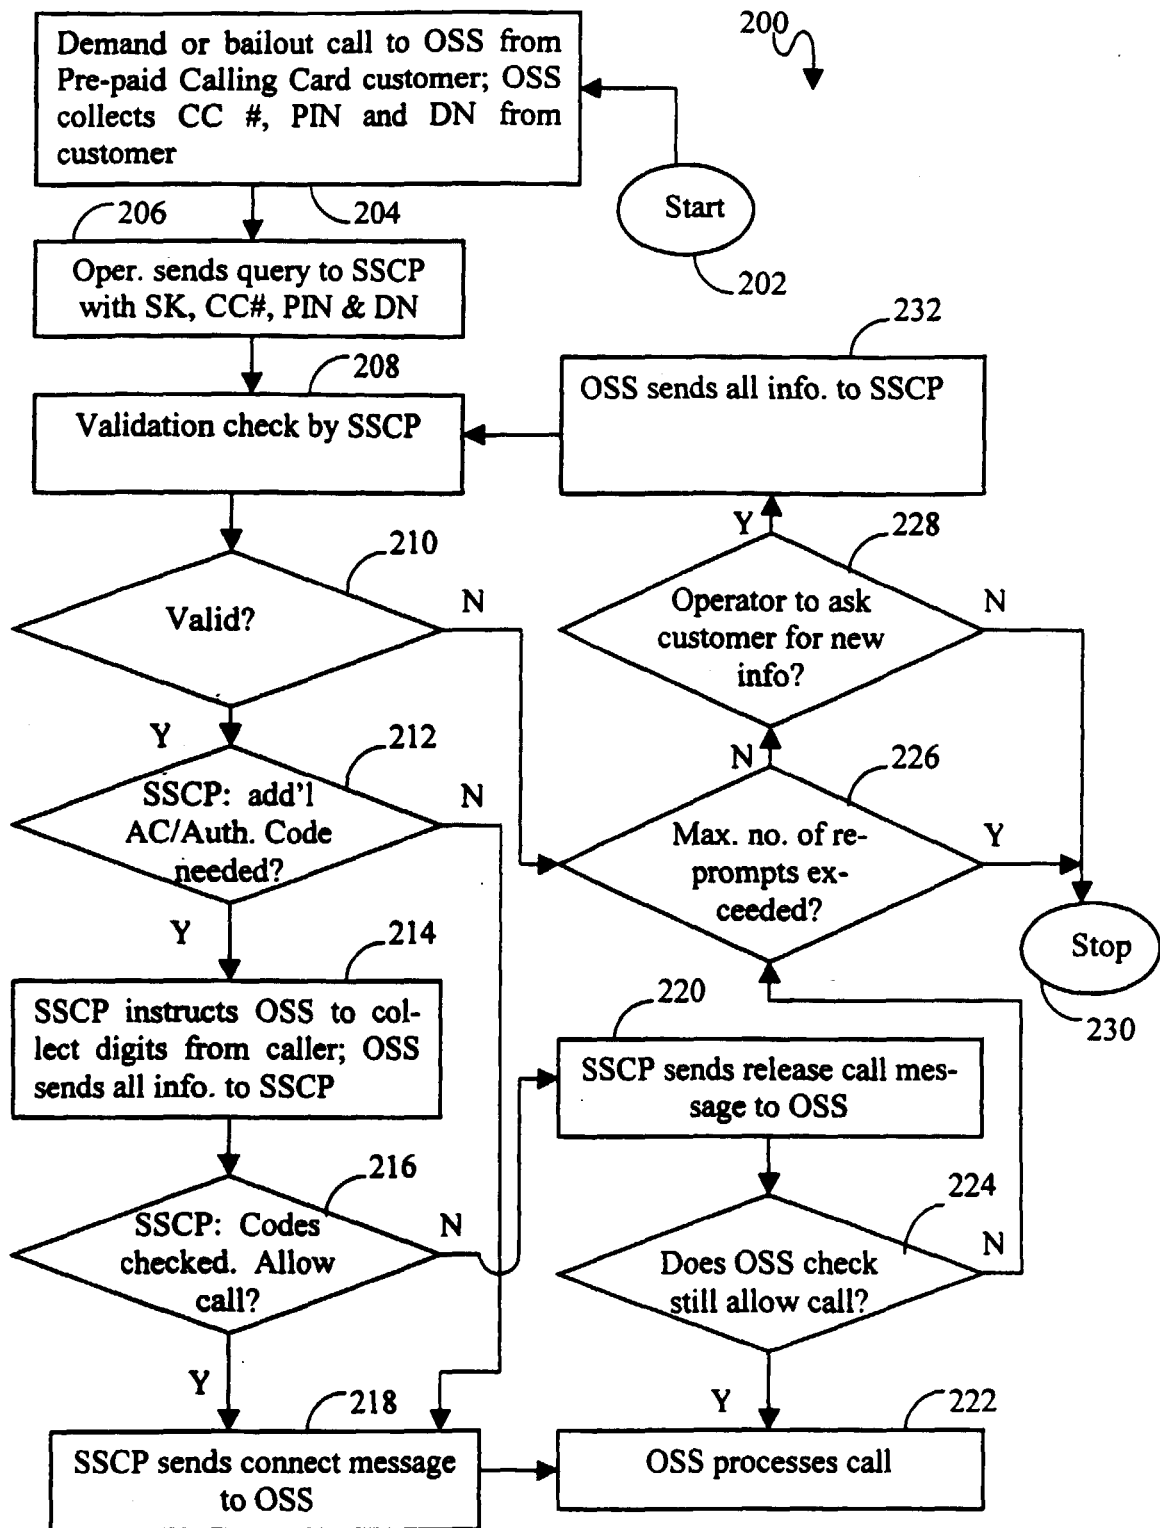 200
Demand or bailout call to OSS from
Pre-paid Calling Card customer; OSS
collects CC #, PIN and DN from
customer
Start
206
204
202
Oper. sends query to SSCP
with SK, CC#, PIN & DN
232
208
OSS sends all info. to SSCP
Validation check by SSCP
Y
228
210
N
Valid?
Operator to ask
customer for new
info?
N
Y
212
N
226
SSCP: add'l
AC/Auth. Code
needed?
N
Max. no. of re-
prompts ex-
ceeded?
Y
Y
214
Stop
230
SSCP instructs OSS to col-
lect digits from caller; OSS
sends all info. to SSCP
220
SSCP sends release call mes-
sage to OSS
216
N
224
SSCP: Codes
checked. Allow
call?
N
Does OSS check
still allow call?
Y
218
Y
222
SSCP sends connect message
to OSS
OSS processes call